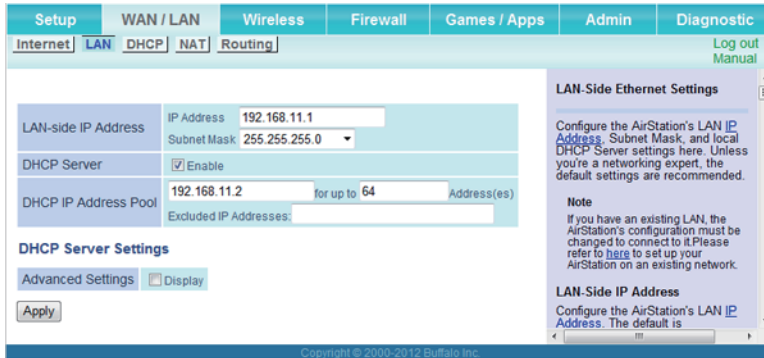 Setup WAN / LAN Wireless Firewall Games / Apps Admin Diagnostic
Internet LAN DHCP NAT Routing
Log out
Manual
LAN-side IP Address
IP Address 192.168.11.1
Subnet Mask 255.255.255.0
DHCP Server
Enable
DHCP IP Address Pool
192.168.11.2 for up to 64 Address(es)
Excluded IP Addresses:
DHCP Server Settings
Advanced Settings Display
Apply
LAN-Side Ethernet Settings
Configure the AirStation's LAN IP
Address, Subnet Mask, and local
DHCP Server settings here. Unless
you're a networking expert, the
default settings are recommended.
Note
If you have an existing LAN, the
AirStation's configuration must be
changed to connect to it.Please
refer to here to set up your
AirStation on an existing network.
LAN-Side IP Address
Configure the AirStation's LAN IP
Address. The default is
Copyright © 2000-2012 Buffalo Inc.